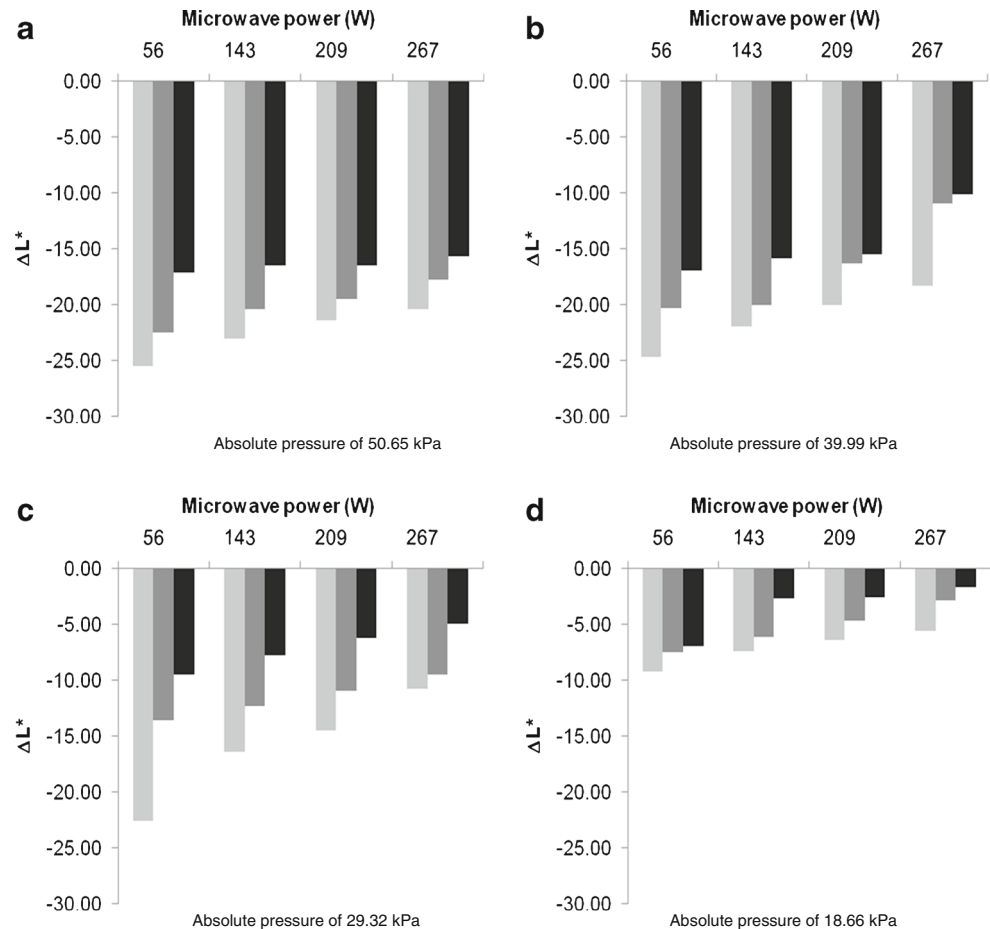 a
Microwave power (W)
56 143 209 267
0.00
-5.00
-10.00
-15.00
-20.00
-25.00
-30.00
ΔL*
Absolute pressure of 50.65 kPa
b
Microwave power (W)
56 143 209 267
0.00
-5.00
-10.00
-15.00
-20.00
-25.00
-30.00
ΔL*
Absolute pressure of 39.99 kPa
c
Microwave power (W)
56 143 209 267
0.00
-5.00
-10.00
-15.00
-20.00
-25.00
-30.00
ΔL*
Absolute pressure of 29.32 kPa
d
Microwave power (W)
56 143 209 267
0.00
-5.00
-10.00
-15.00
-20.00
-25.00
-30.00
ΔL*
Absolute pressure of 18.66 kPa